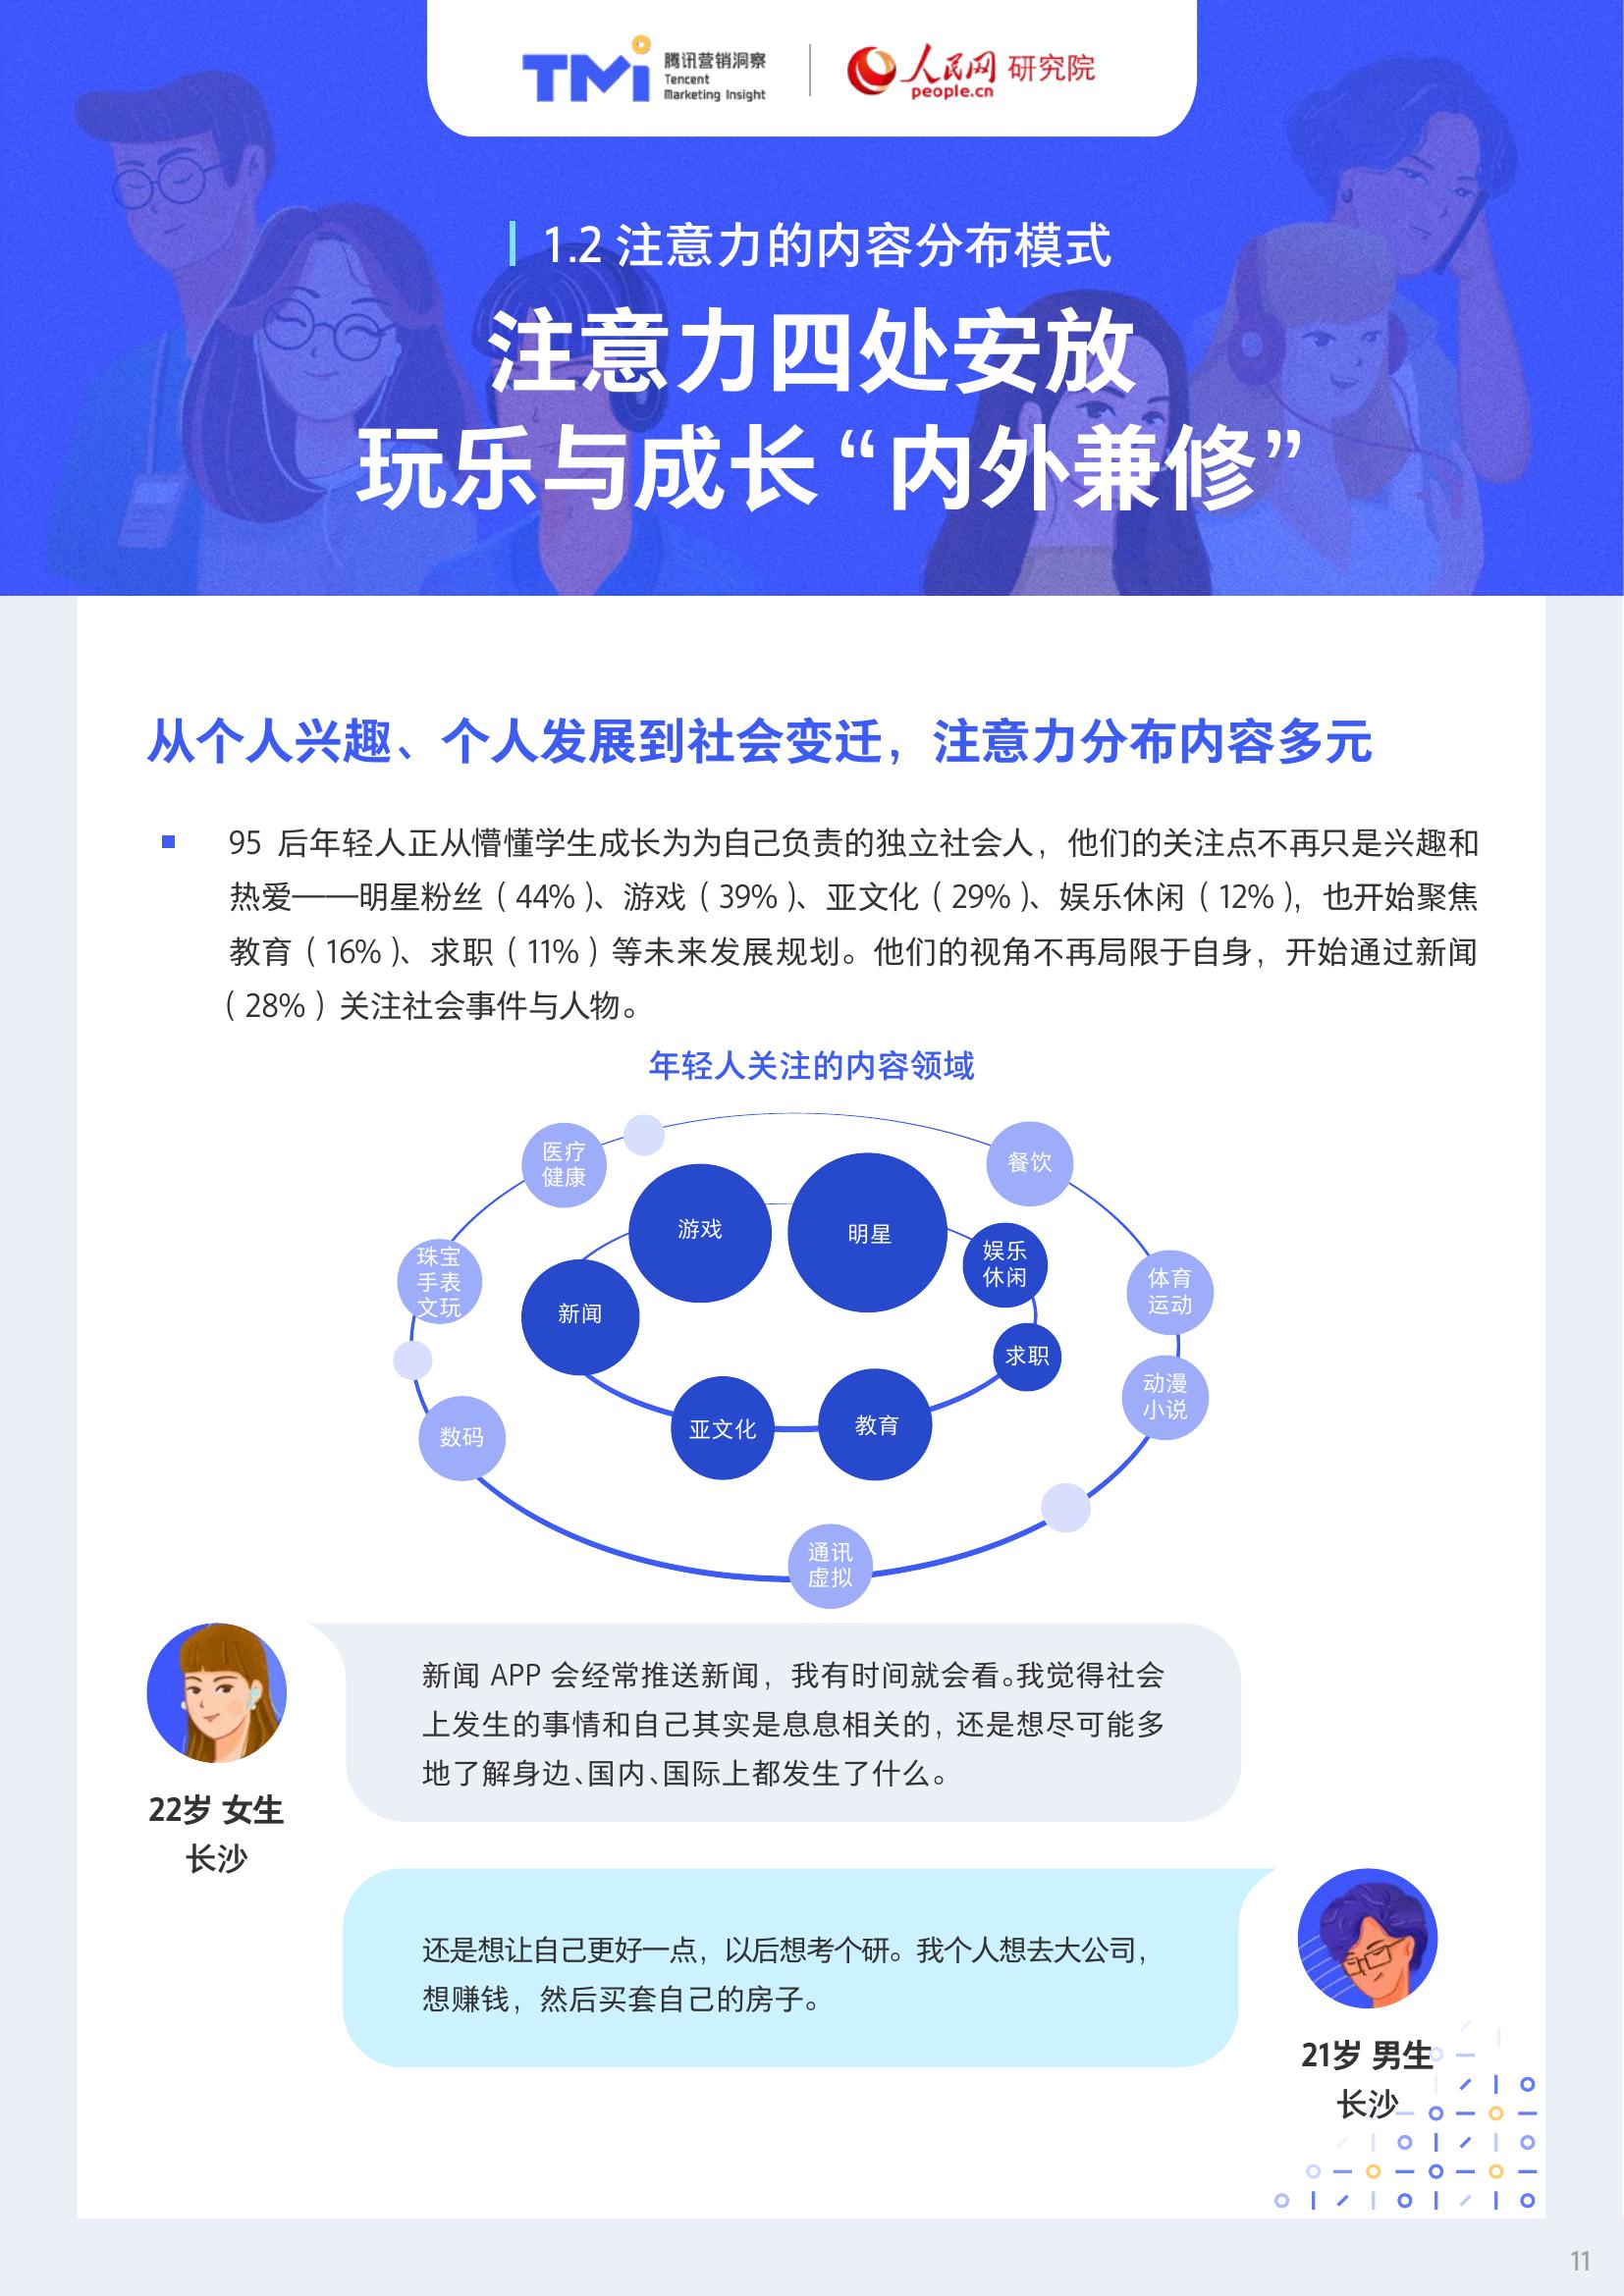 TMi 腾讯营销洞察
Tencent
Marketing Insight
人民网 研究院
people.cn
1.2 注意力的内容分布模式
注意力四处安放
玩乐与成长“内外兼修”
从个人兴趣、个人发展到社会变迁，注意力分布内容多元
95 后年轻人正从懵懂学生成长为为自己负责的独立社会人，他们的关注点不再只是兴趣和
热爱——明星粉丝（44%）、游戏（39%）、亚文化（29%）、娱乐休闲（12%），也开始聚焦
教育（16%）、求职（11%）等未来发展规划。他们的视角不再局限于自身，开始通过新闻
（28%）关注社会事件与人物。
年轻人关注的内容领域
医疗
健康
餐饮
游戏
明星
娱乐
休闲
珠宝
手表
文玩
体育
运动
新闻
求职
动漫
小说
数码
亚文化
教育
通讯
虚拟
新闻 APP 会经常推送新闻，我有时间就会看。我觉得社会
上发生的事情和自己其实是息息相关的，还是想尽可能多
地了解身边、国内、国际上都发生了什么。
22岁 女生
长沙
还是想让自己更好一点，以后想考个研。我个人想去大公司，
想赚钱，然后买套自己的房子。
21岁 男生
长沙
11